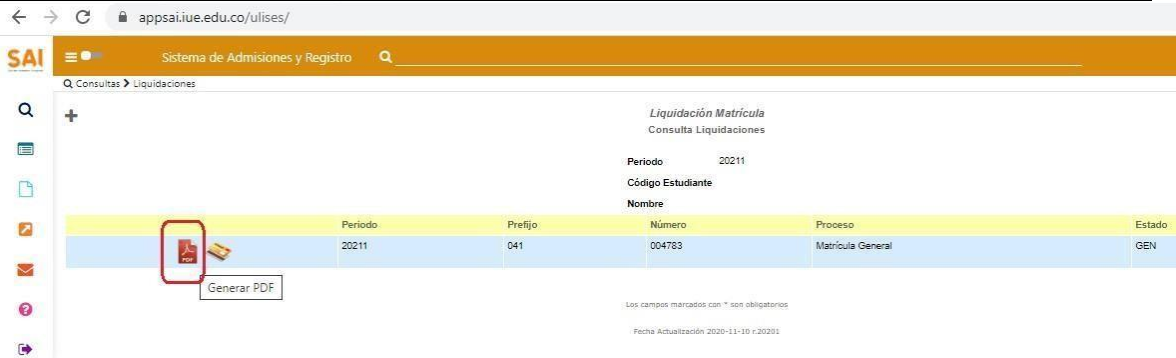 appsai.iue.edu.co/ulises/
SAI
Sistema de Admisiones y Registro
Consultas > Liquidaciones
Liquidación Matrícula
Consulta Liquidaciones
Periodo 20211
Código Estudiante
Nombre
Periodo Prefijo Número Proceso Estado
PDF 20211 041 004783 Matrícula General GEN
Generar PDF
Los campos marcados con * son obligatorios
Fecha Actualización 2020-11-10 r.20201